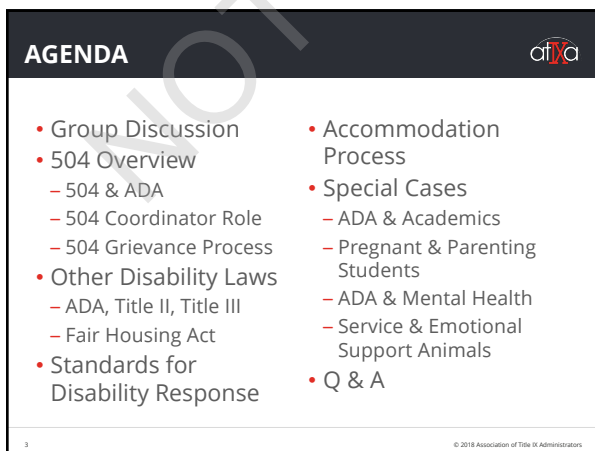 AGENDA
atIXa
• Group Discussion
• 504 Overview
– 504 & ADA
– 504 Coordinator Role
– 504 Grievance Process
• Other Disability Laws
– ADA, Title II, Title III
– Fair Housing Act
• Standards for
Disability Response
• Accommodation
Process
• Special Cases
– ADA & Academics
– Pregnant & Parenting
Students
– ADA & Mental Health
– Service & Emotional
Support Animals
• Q & A
NOT
3
© 2018 Association of Title IX Administrators